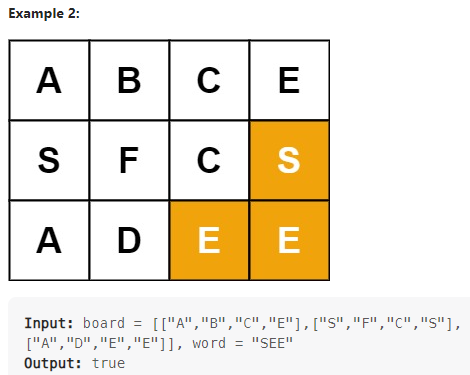 Example 2:
A B C E
S F C S
A D E E
Input: board = [["A","B","C","E"],["S","F","C","S"],
["A","D","E","E"]], word = "SEE"
Output: true